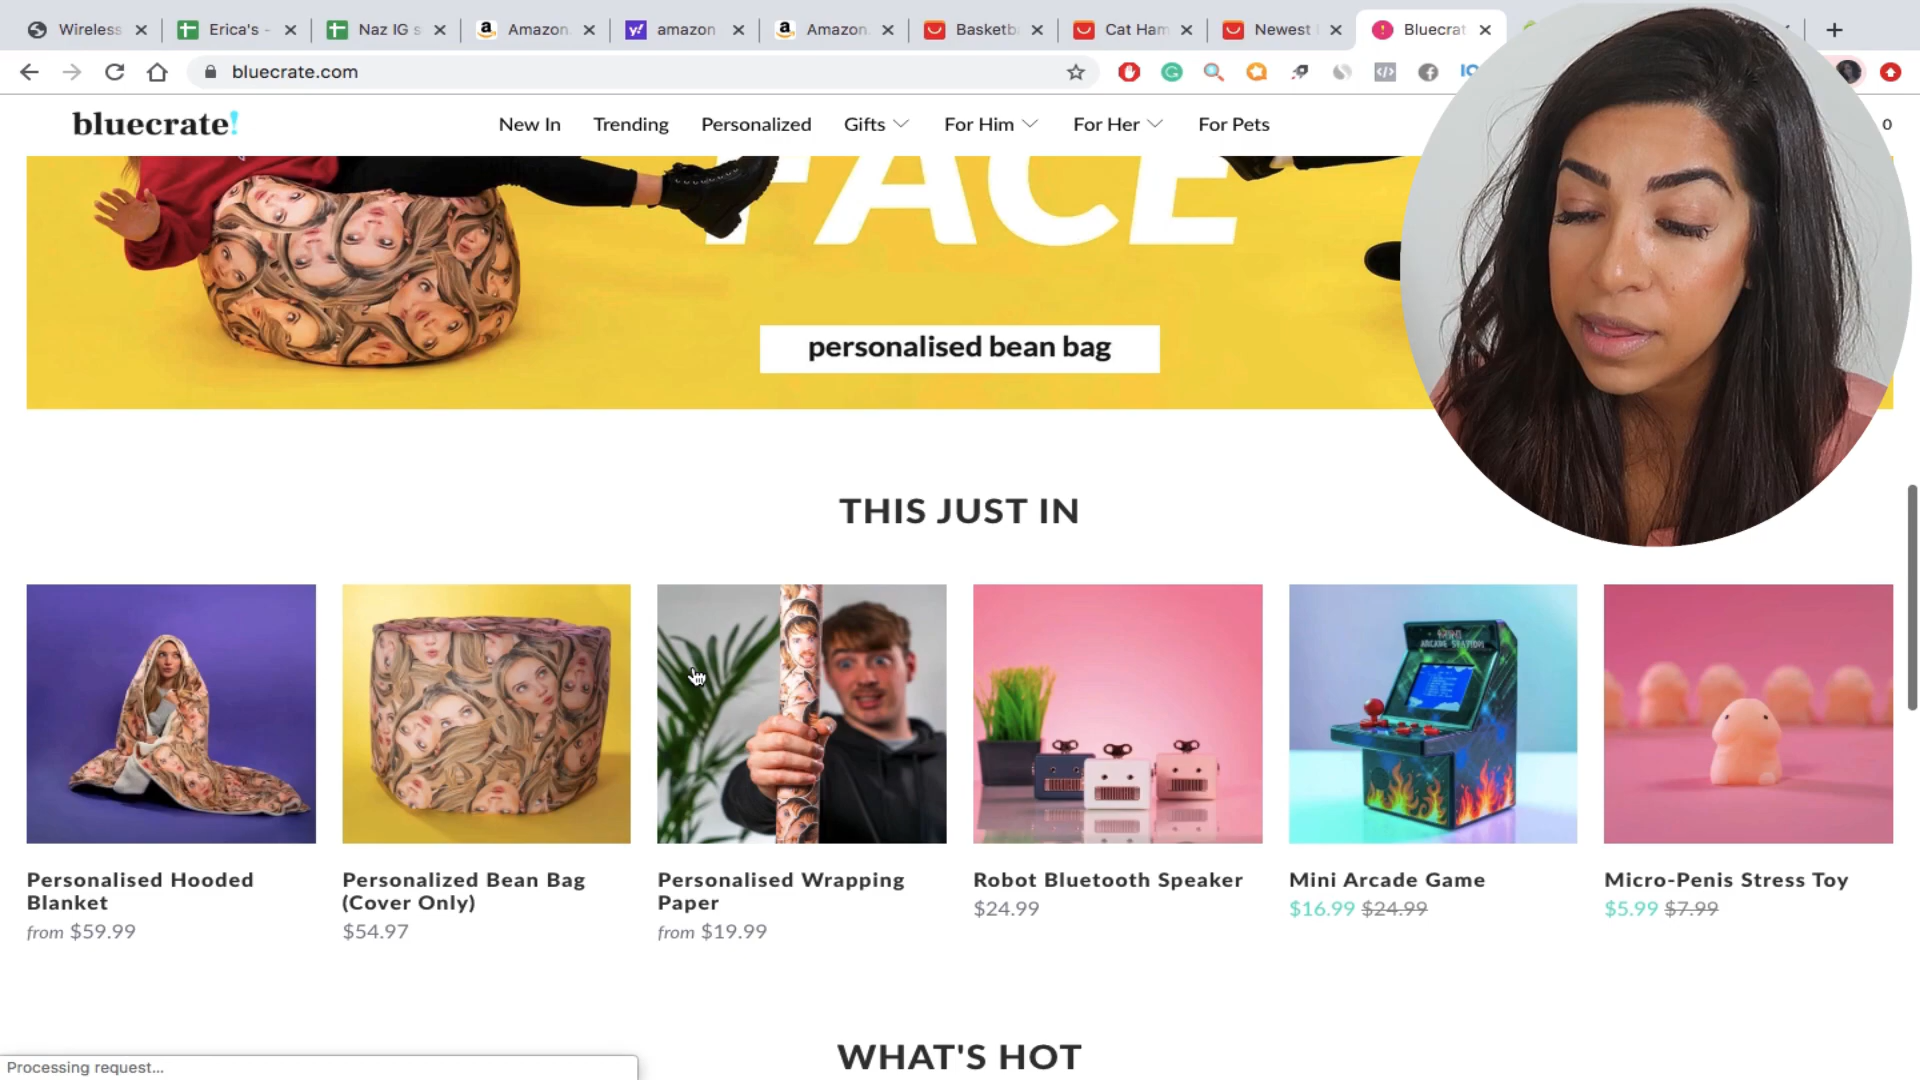 Wireless
Erica's -
Naz IG s
Amazon.
amazon
Amazon.
Basketb
Cat Ham
Newest
Bluecrat
bluecrate.com
bluecrate!
New In
Trending
Personalized
Gifts
For Him
For Her
For Pets
0
FACE
personalised bean bag
THIS JUST IN
Personalised Hooded
Blanket
from $59.99
Personalized Bean Bag
(Cover Only)
$54.97
Personalised Wrapping
Paper
from $19.99
Robot Bluetooth Speaker
$24.99
Mini Arcade Game
$16.99 $24.99
Micro-Penis Stress Toy
$5.99 $7.99
WHAT'S HOT
Processing request...